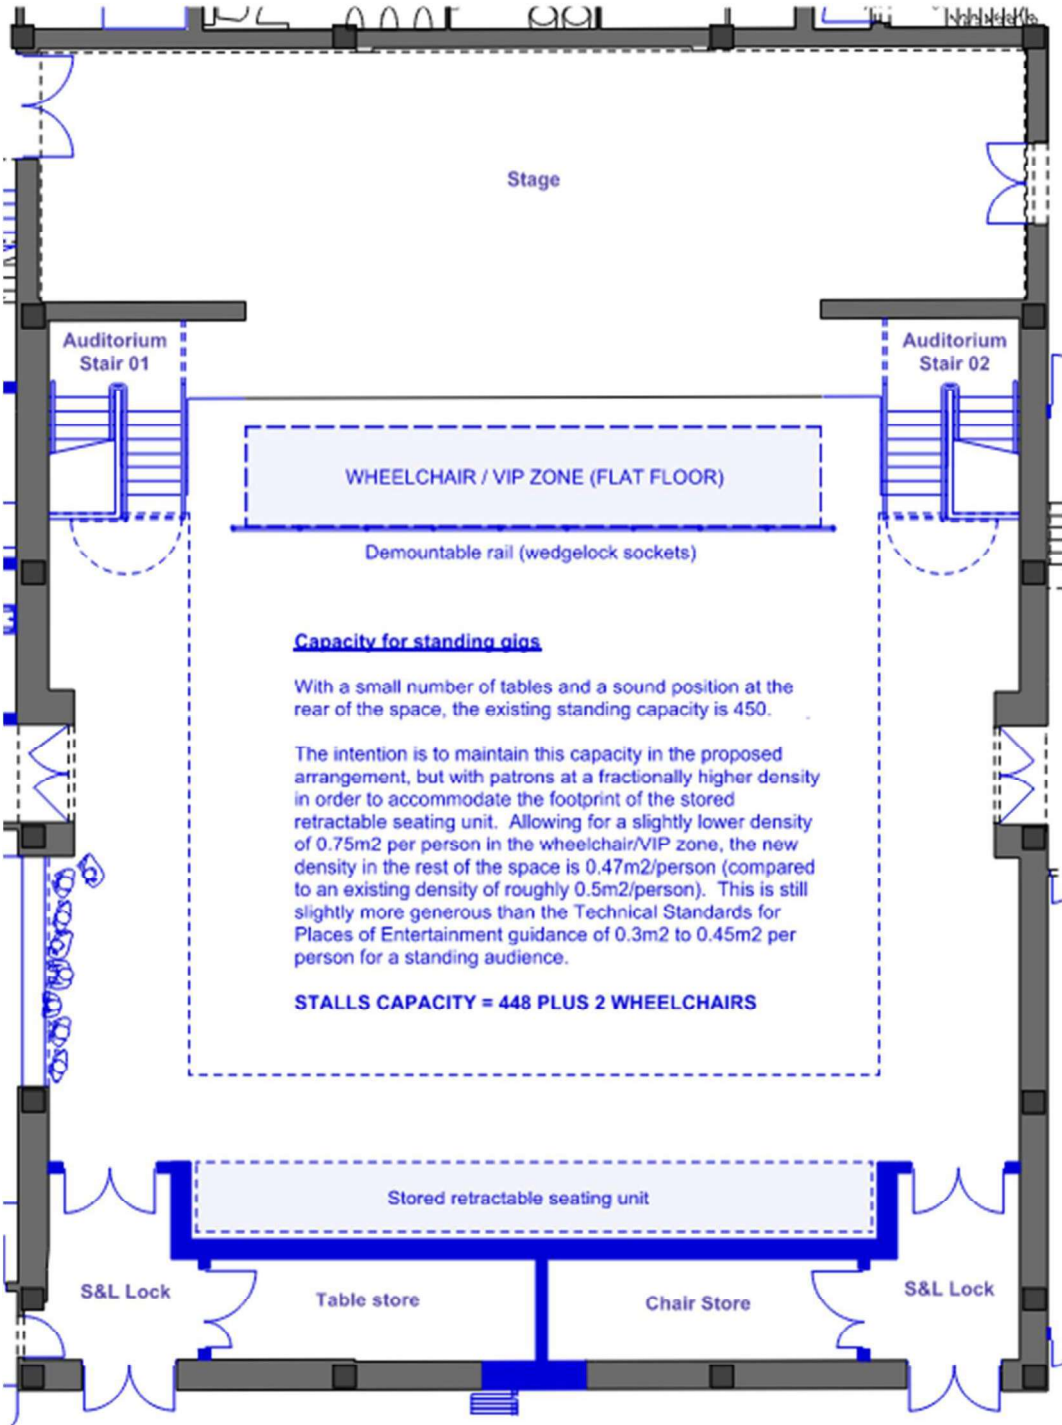 Stage
Auditorium
Stair 01
Auditorium
Stair 02
WHEELCHAIR / VIP ZONE (FLAT FLOOR)
Demountable rail (wedgelock sockets)
Capacity for standing gigs
With a small number of tables and a sound position at the
rear of the space, the existing standing capacity is 450.
The intention is to maintain this capacity in the proposed
arrangement, but with patrons at a fractionally higher density
in order to accommodate the footprint of the stored
retractable seating unit. Allowing for a slightly lower density
of 0.75m2 per person in the wheelchair/VIP zone, the new
density in the rest of the space is 0.47m2/person (compared
to an existing density of roughly 0.5m2/person). This is still
slightly more generous than the Technical Standards for
Places of Entertainment guidance of 0.3m2 to 0.45m2 per
person for a standing audience.
STALLS CAPACITY = 448 PLUS 2 WHEELCHAIRS
Stored retractable seating unit
S&L Lock
Table store
Chair Store
S&L Lock